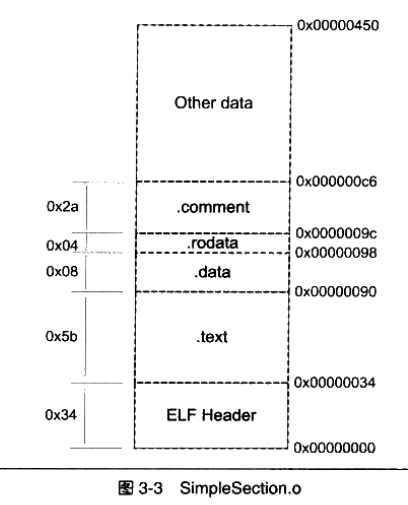 0x00000450
Other data
0x000000c6
0x2a
.comment
0x0000009c
0x04
.rodata
0x00000098
0x08
.data
0x00000090
0x5b
.text
0x00000034
0x34
ELF Header
0x00000000
图 3-3 SimpleSection.o